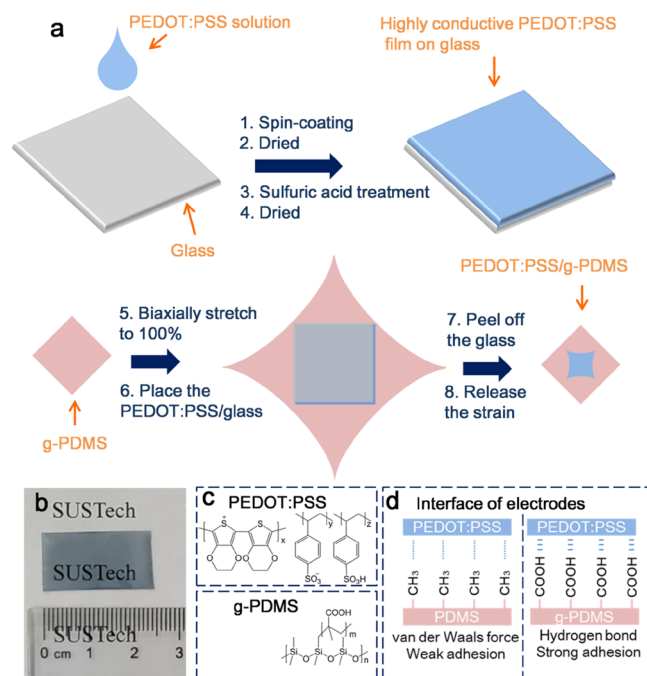 a
PEDOT:PSS solution
Highly conductive PEDOT:PSS
film on glass
1. Spin-coating
2. Dried
3. Sulfuric acid treatment
4. Dried
Glass
PEDOT:PSS/g-PDMS
5. Biaxially stretch
to 100%
6. Place the
PEDOT:PSS/glass
7. Peel off
the glass
8. Release
the strain
g-PDMS
b
SUSTech
SUSTech
SUSTech
0 cm 1 2 3
c
PEDOT:PSS
S
+
S
x
O O O O
y
z
SO₃⁻
SO₃H
g-PDMS
COOH
m
Si O Si O Si O
n
d
Interface of electrodes
PEDOT:PSS
CH₃ CH₃ CH₃ CH₃
PDMS
van der Waals force
Weak adhesion
PEDOT:PSS
COOH COOH COOH COOH
g-PDMS
Hydrogen bond
Strong adhesion